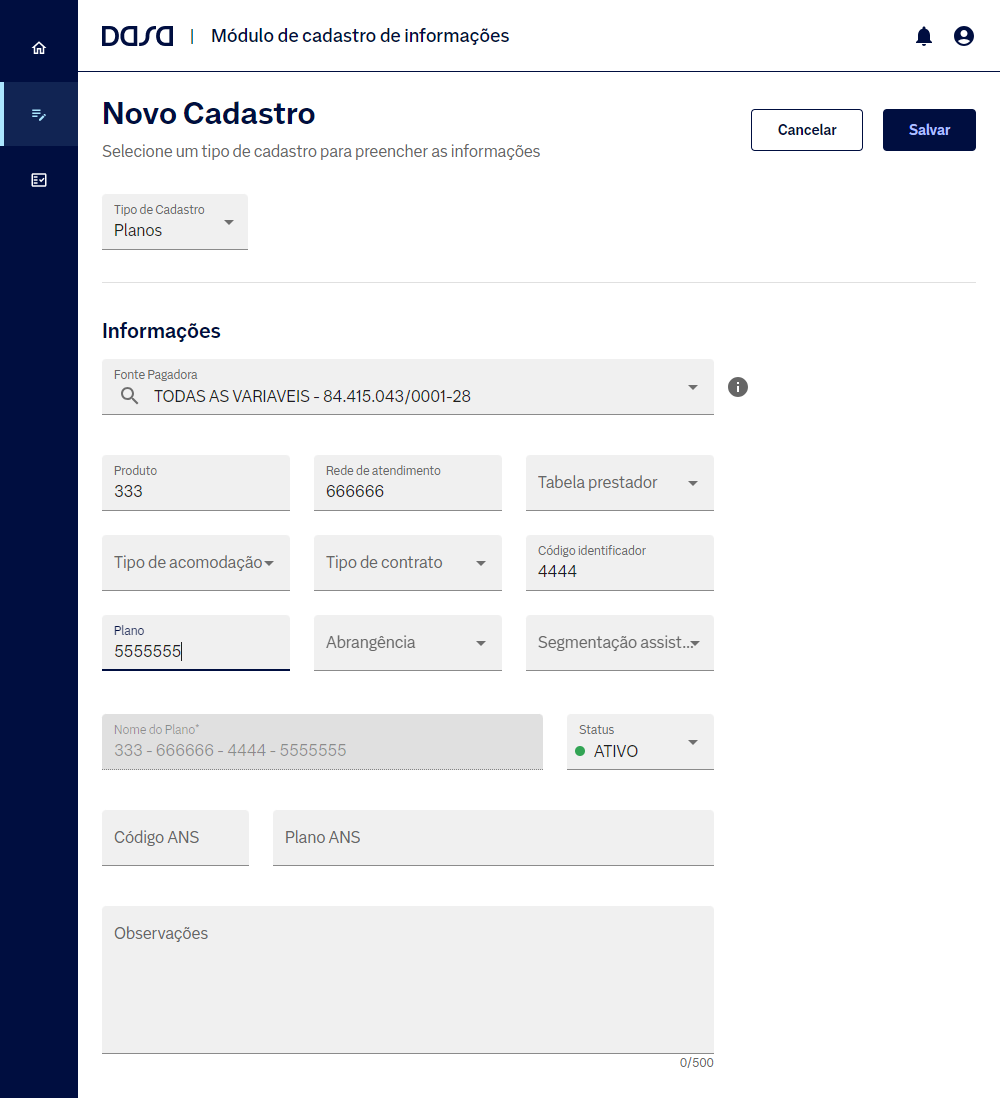 DASA | Módulo de cadastro de informações
Novo Cadastro
Selecione um tipo de cadastro para preencher as informações
Cancelar
Salvar
Tipo de Cadastro
Planos
Informações
Fonte Pagadora
TODAS AS VARIAVEIS - 84.415.043/0001-28
Produto
333
Rede de atendimento
666666
Tabela prestador
Tipo de acomodação
Tipo de contrato
Código identificador
4444
Plano
5555555
Abrangência
Segmentação assist...
Nome do Plano*
333 - 666666 - 4444 - 5555555
Status
ATIVO
Código ANS
Plano ANS
Observações
0/500